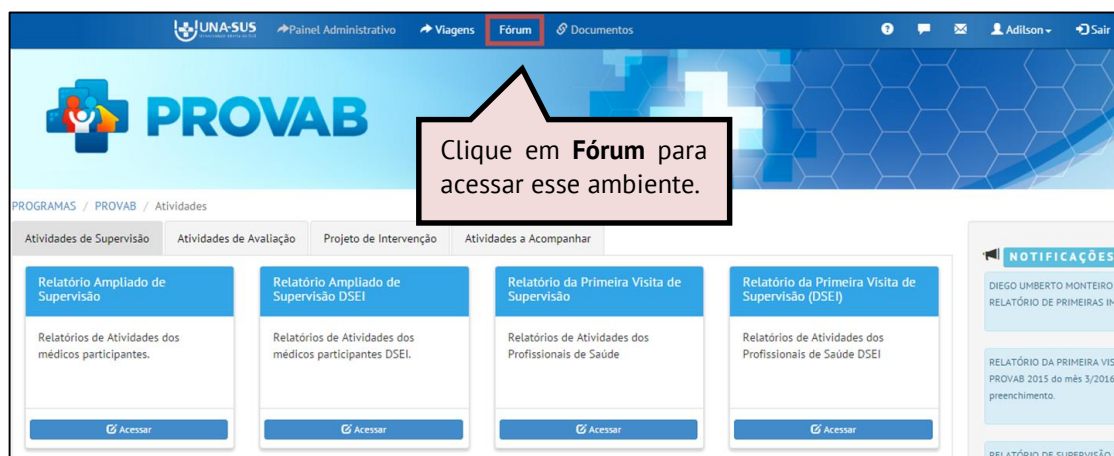 UNA-SUS Painel Administrativo Viagens Fórum Documentos Adilson Sair
PROVAB
Clique em Fórum para
acessar esse ambiente.
PROGRAMAS / PROVAB / Atividades
Atividades de Supervisão Atividades de Avaliação Projeto de Intervenção Atividades a Acompanhar
Relatório Ampliado de
Supervisão
Relatórios de Atividades dos
médicos participantes.
Acessar
Relatório Ampliado de
Supervisão DSEI
Relatórios de Atividades dos
médicos participantes DSEI.
Acessar
Relatório da Primeira Visita de
Supervisão
Relatórios de Atividades dos
Profissionais de Saúde
Acessar
Relatório da Primeira Visita de
Supervisão (DSEI)
Relatórios de Atividades dos
Profissionais de Saúde DSEI
Acessar
NOTIFICAÇÕES
DIEGO UMBERTO MONTEIRO
RELATÓRIO DE PRIMEIRAS IM
RELATÓRIO DA PRIMEIRA VIS
PROVAB 2015 do mês 3/2016
preenchimento.
RELATÓRIO DE SUPERVISÃO